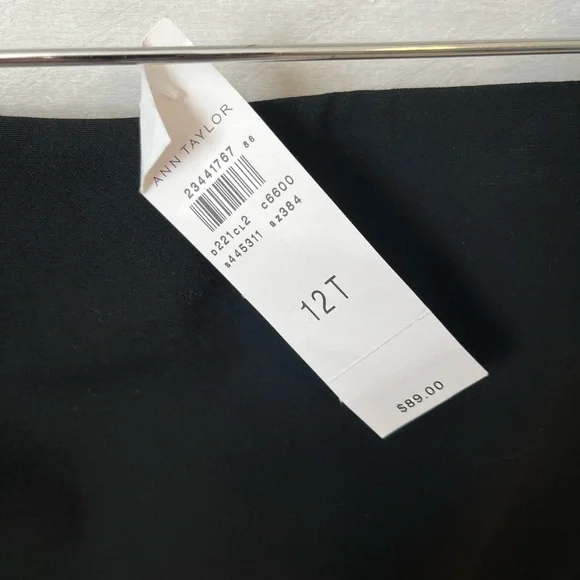 ANN TAYLOR
23441767 86
D221CL2 C6600
S445311 SZ384
12T
$89.00